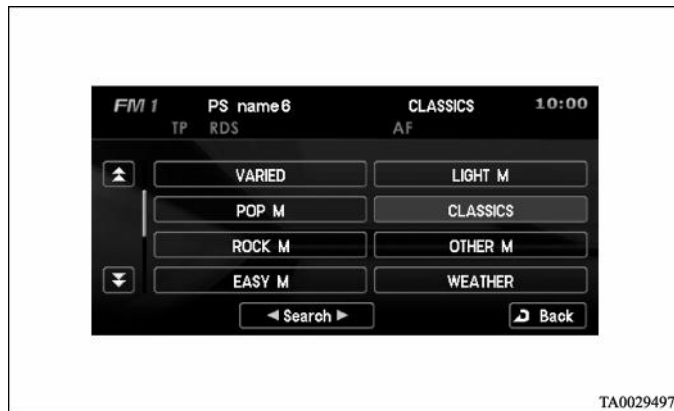 FM 1 PS name6 CLASSICS 10:00
TP RDS AF
VARIED LIGHT M
POP M CLASSICS
ROCK M OTHER M
EASY M WEATHER
◄Search► Back
TA0029497